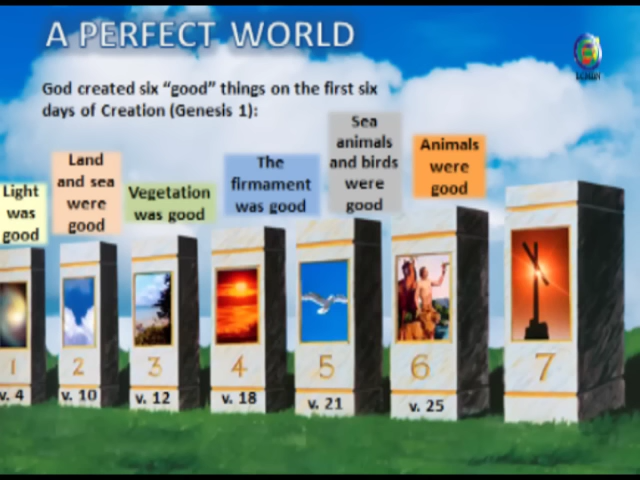 A PERFECT WORLD
God created six “good” things on the first six
days of Creation (Genesis 1):
Light
was
good
Land
and sea
were
good
Vegetation
was good
The
firmament
was good
Sea
animals
and birds
were
good
Animals
were
good
1
2
3
4
5
6
7
v. 4
v. 10
v. 12
v. 18
v. 21
v. 25